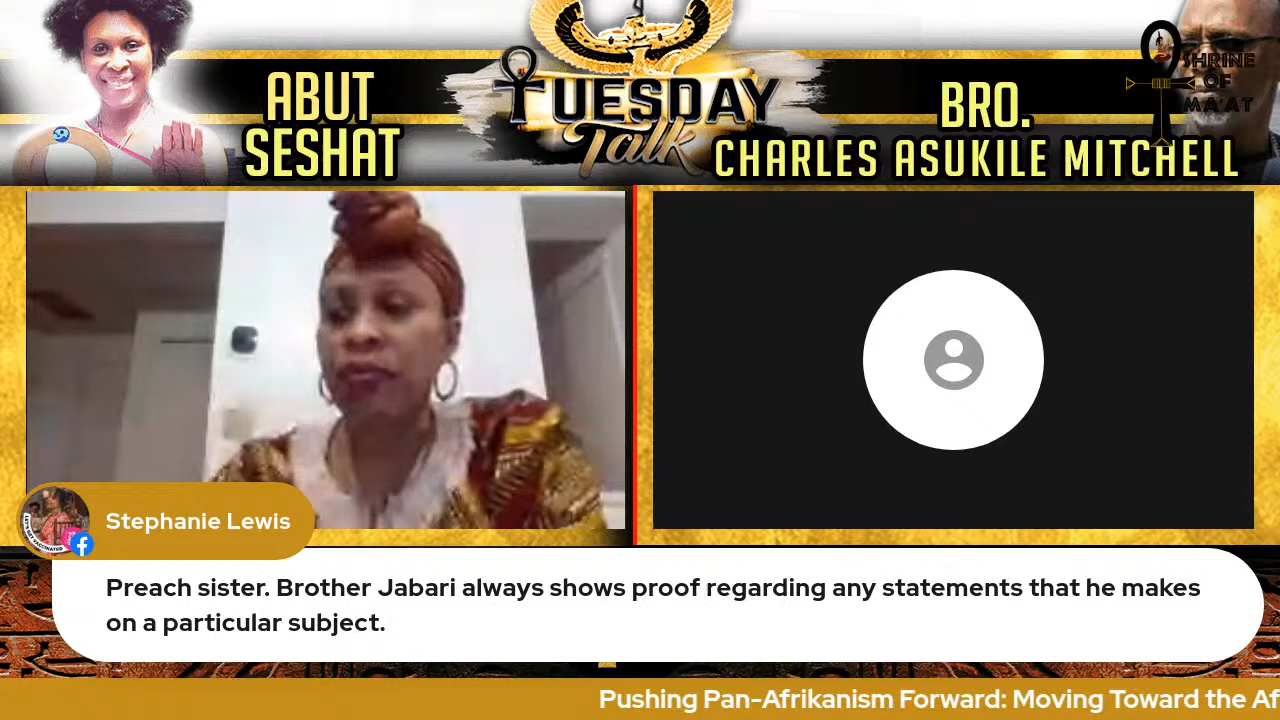 ABUT
SESHAT
TUESDAY
Talk
BRO.
CHARLES ASUKILE MITCHELL
SHRINE
OF
MA'AT
Stephanie Lewis
Preach sister. Brother Jabari always shows proof regarding any statements that he makes
on a particular subject.
Pushing Pan-Afrikanism Forward: Moving Toward the Af